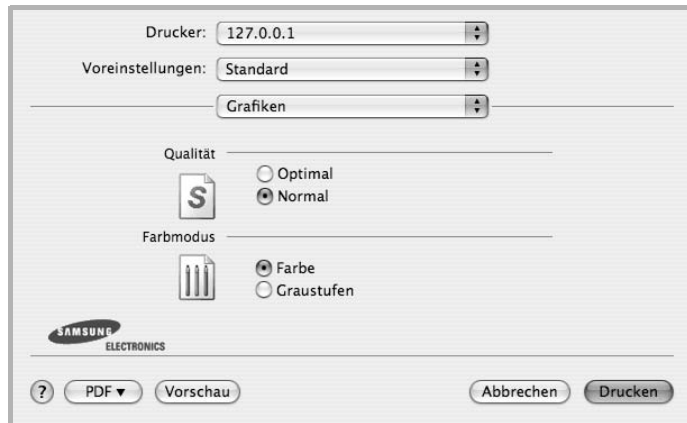 Drucker: 127.0.0.1
Voreinstellungen: Standard
Grafiken
Qualität
Optimal
S
Normal
Farbmodus
Farbe
Graustufen
SAMSUNG
ELECTRONICS
? PDF Vorschau Abbrechen Drucken